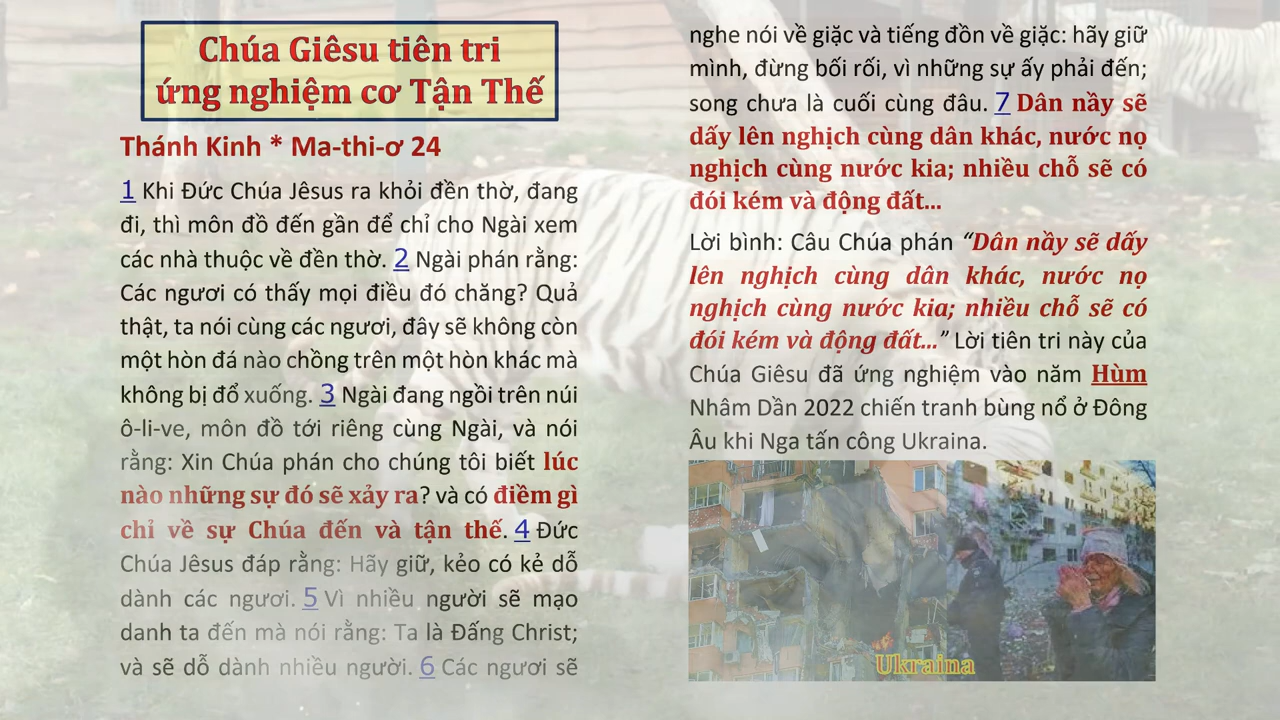 Chúa Giêsu tiên tri
ứng nghiệm cơ Tận Thế
Thánh Kinh * Ma-thi-ơ 24
1 Khi Đức Chúa Jêsus ra khỏi đền thờ, đang
đi, thì môn đồ đến gần để chỉ cho Ngài xem
các nhà thuộc về đền thờ. 2 Ngài phán rằng:
Các ngươi có thấy mọi điều đó chăng? Quả
thật, ta nói cùng các ngươi, đây sẽ không còn
một hòn đá nào chồng trên một hòn khác mà
không bị đổ xuống. 3 Ngài đang ngồi trên núi
ô-li-ve, môn đồ tới riêng cùng Ngài, và nói
rằng: Xin Chúa phán cho chúng tôi biết lúc
nào những sự đó sẽ xảy ra? và có điềm gì
chỉ về sự Chúa đến và tận thế. 4 Đức
Chúa Jêsus đáp rằng: Hãy giữ, kẻo có kẻ dỗ
dành các ngươi. 5 Vì nhiều người sẽ mạo
danh ta đến mà nói rằng: Ta là Đấng Christ;
và sẽ dỗ dành nhiều người. 6 Các ngươi sẽ
nghe nói về giặc và tiếng đồn về giặc: hãy giữ
mình, đừng bối rối, vì những sự ấy phải đến;
song chưa là cuối cùng đâu. 7 Dân nầy sẽ
dấy lên nghịch cùng dân khác, nước nọ
nghịch cùng nước kia; nhiều chỗ sẽ có
đói kém và động đất...
Lời bình: Câu Chúa phán “Dân nầy sẽ dấy
lên nghịch cùng dân khác, nước nọ
nghịch cùng nước kia; nhiều chỗ sẽ có
đói kém và động đất...” Lời tiên tri này của
Chúa Giêsu đã ứng nghiệm vào năm Hùm
Nhâm Dần 2022 chiến tranh bùng nổ ở Đông
Âu khi Nga tấn công Ukraina.
Ukraina